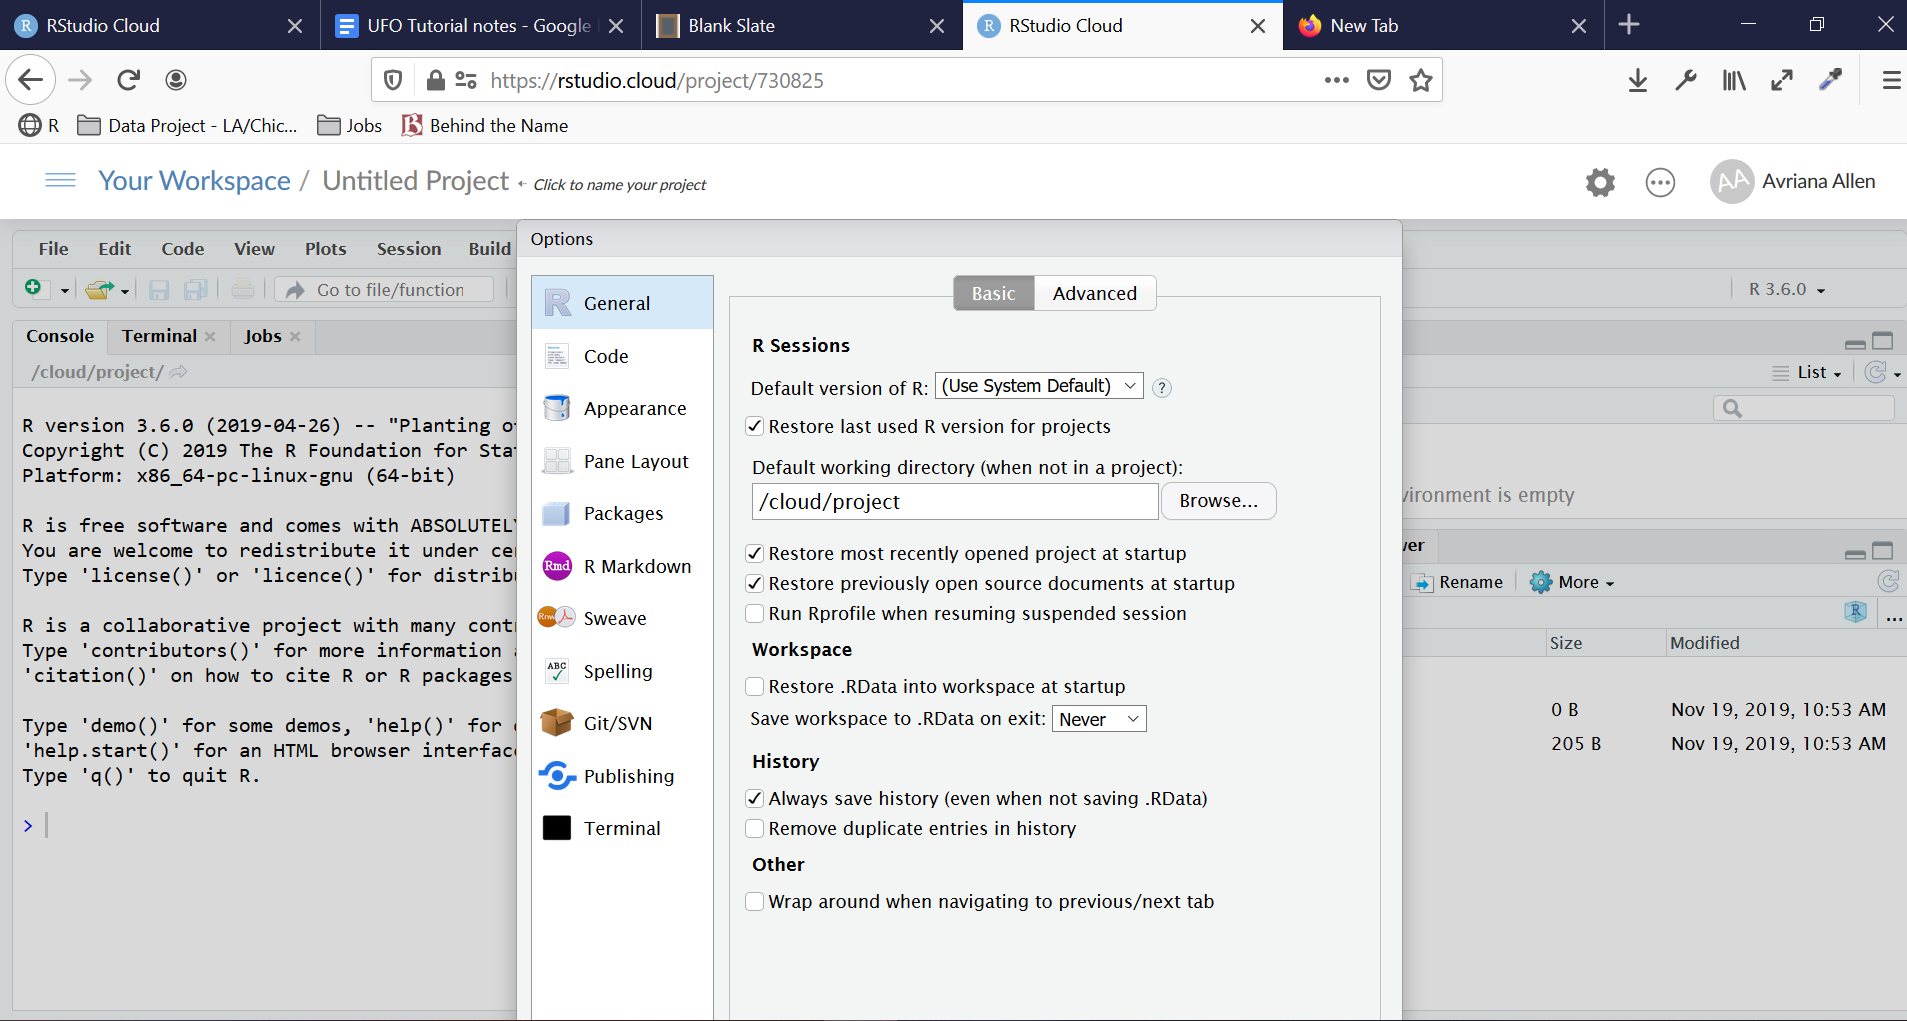 RStudio Cloud
UFO Tutorial notes - Google
Blank Slate
RStudio Cloud
New Tab
https://rstudio.cloud/project/730825
R
Data Project - LA/Chic...
Jobs
Behind the Name
Your Workspace / Untitled Project Click to name your project
AA Avriana Allen
File Edit Code View Plots Session Build
Go to file/function
R 3.6.0
Console Terminal Jobs
/cloud/project/
R version 3.6.0 (2019-04-26) -- "Planting
Copyright (C) 2019 The R Foundation for
Platform: x86_64-pc-linux-gnu (64-bit)
R is free software and comes with ABSOLUTELY
You are welcome to redistribute it under
Type 'license()' or 'licence()' for
R is a collaborative project with many
Type 'contributors()' for more information
'citation()' on how to cite R or R packages
Type 'demo()' for some demos, 'help()' for
'help.start()' for an HTML browser
Type 'q()' to quit R.
>
Options
General
Code
Appearance
Pane Layout
Packages
Rmd R Markdown
Rnw Sweave
ABC Spelling
Git/SVN
Publishing
Terminal
Basic Advanced
R Sessions
Default version of R: (Use System Default) ?
Restore last used R version for projects
Default working directory (when not in a project):
/cloud/project Browse...
Restore most recently opened project at startup
Restore previously open source documents at startup
Run Rprofile when resuming suspended session
Workspace
Restore .RData into workspace at startup
Save workspace to .RData on exit: Never
History
Always save history (even when not saving .RData)
Remove duplicate entries in history
Other
Wrap around when navigating to previous/next tab
List
is empty
Rename More
...
Size Modified
0 B Nov 19, 2019, 10:53 AM
205 B Nov 19, 2019, 10:53 AM